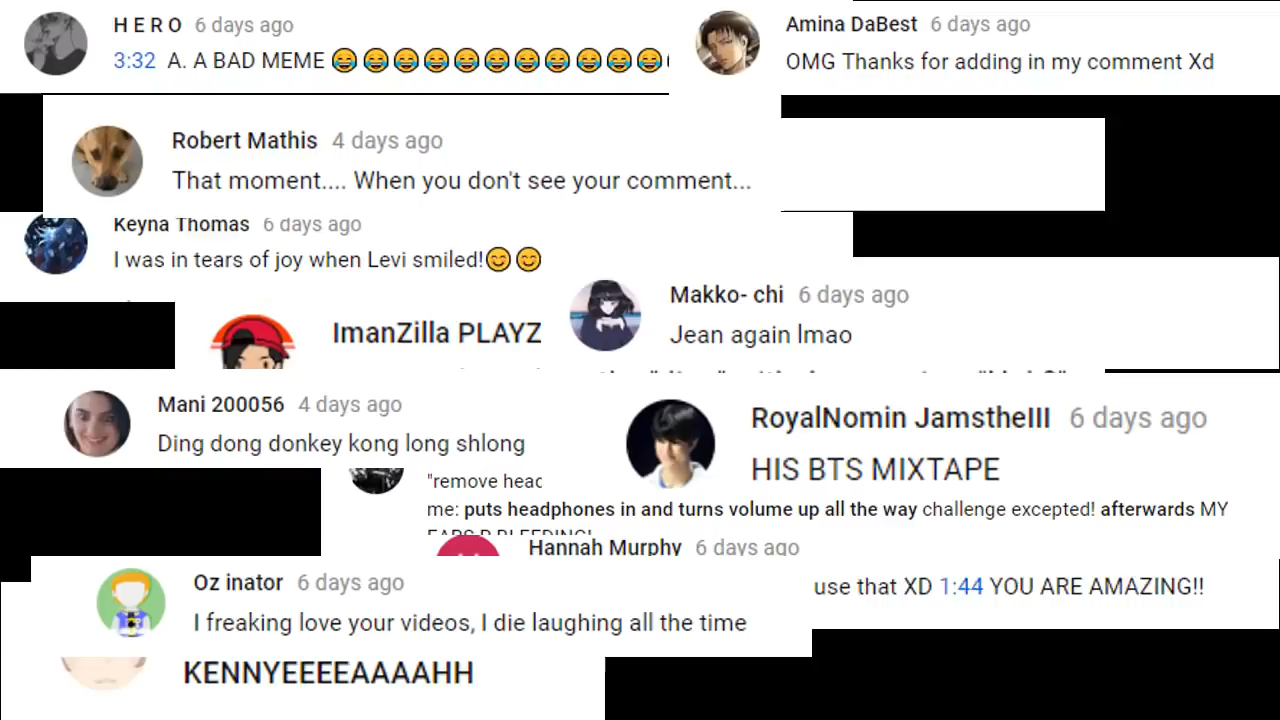 H E R O 6 days ago
3:32 A. A BAD MEME 😂😂😂😂😂😂😂😂😂😂😂
Amina DaBest 6 days ago
OMG Thanks for adding in my comment Xd
Robert Mathis 4 days ago
That moment.... When you don't see your comment...
Keyna Thomas 6 days ago
I was in tears of joy when Levi smiled!😊😊
Makko- chi 6 days ago
Jean again lmao
ImanZilla PLAYZ
Mani 200056 4 days ago
Ding dong donkey kong long shlong
RoyalNomin JamstheIII 6 days ago
HIS BTS MIXTAPE
"remove
me: puts headphones in and turns volume up all the way challenge excepted! afterwards MY
Hannah Murphy 6 days ago
use that XD 1:44 YOU ARE AMAZING!!
Oz inator 6 days ago
I freaking love your videos, I die laughing all the time
KENNYEEEEAAAAHH